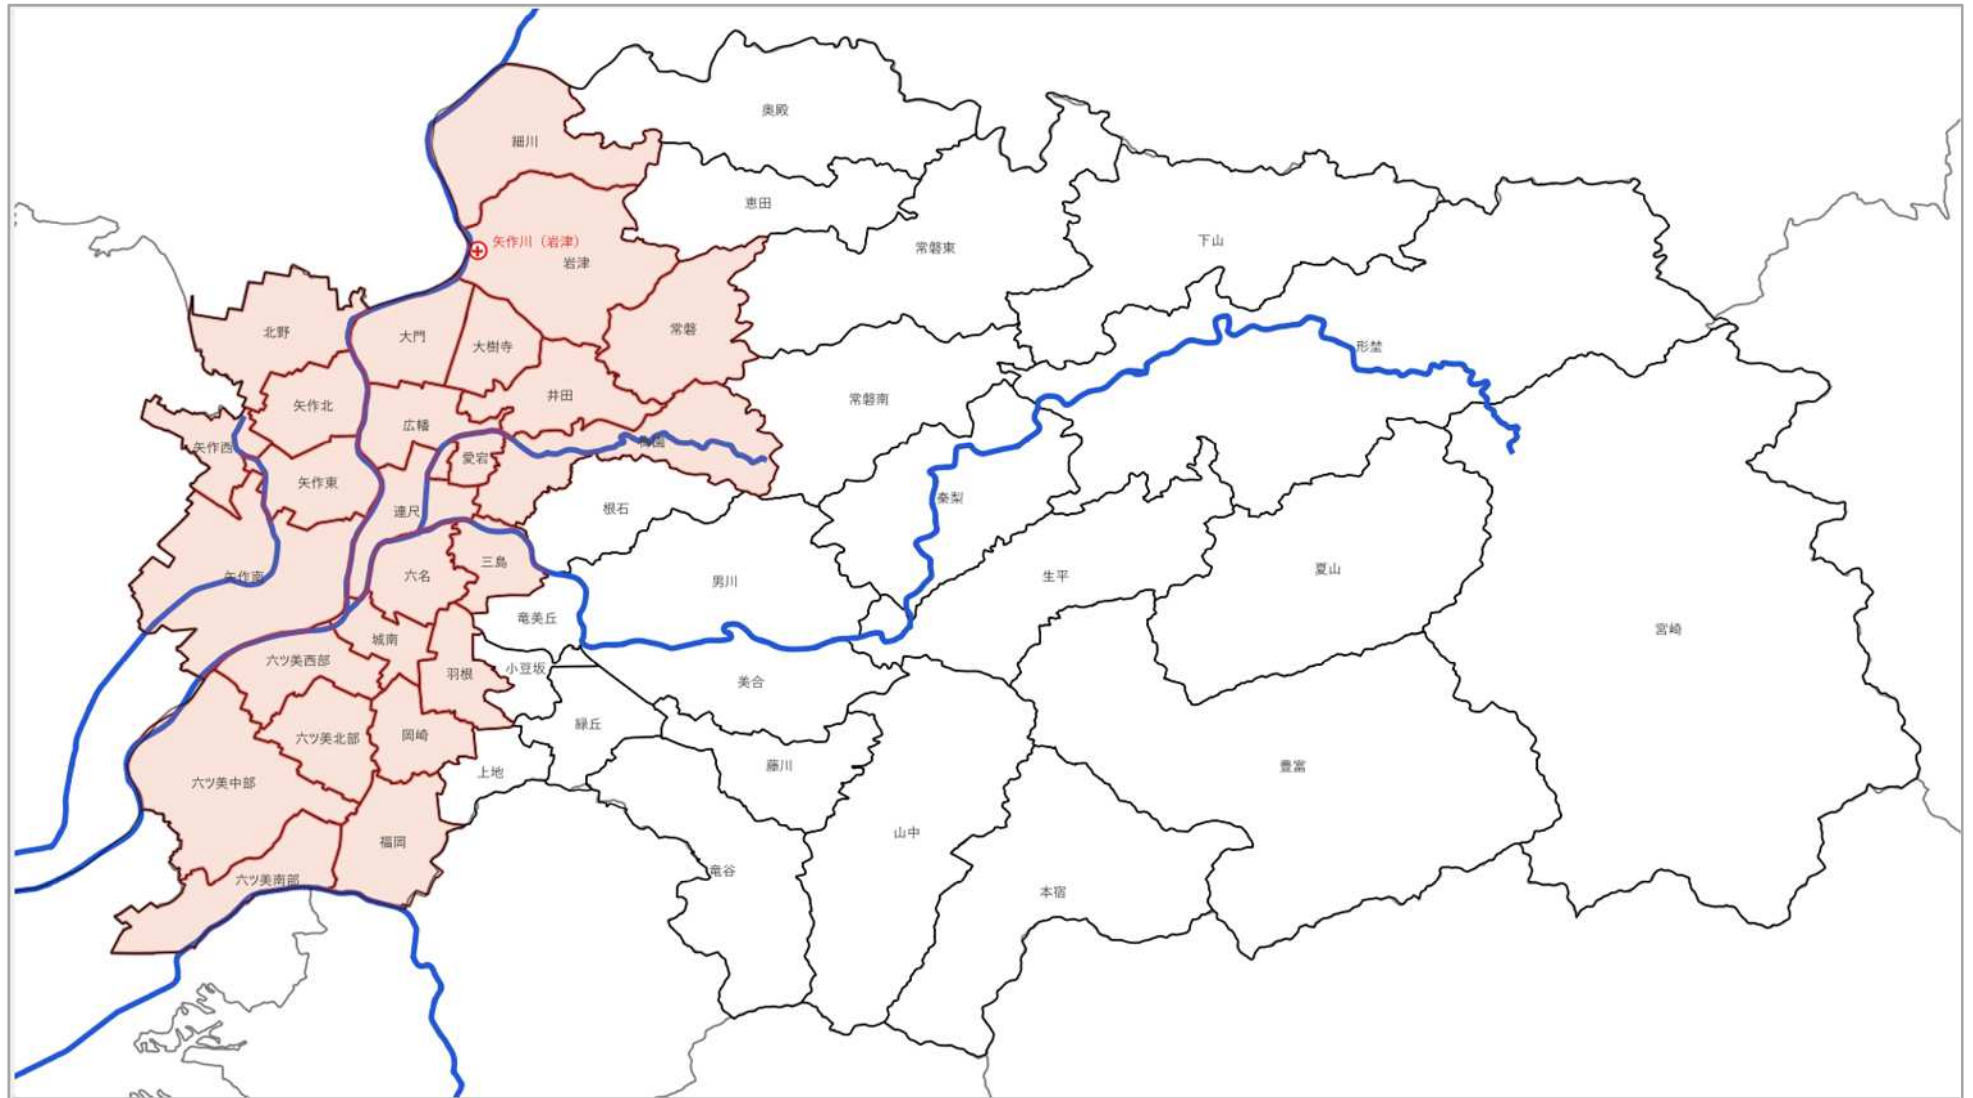 奥殿
細川
恵田
矢作川（岩津）
岩津
常磐東
下山
北野
大門
大樹寺
常磐
形埜
矢作北
井田
常磐南
広幡
矢作西
愛宕
梅園
矢作東
連尺
根石
秦梨
矢作南
六名
三島
男川
生平
夏山
竜美丘
城南
六ツ美西部
羽根
小豆坂
美合
宮崎
六ツ美北部
岡崎
緑丘
六ツ美中部
上地
藤川
豊富
福岡
山中
六ツ美南部
竜谷
本宿